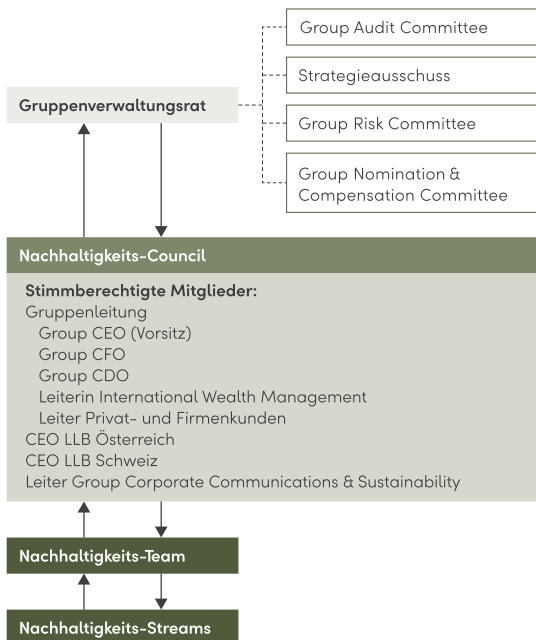 Group Audit Committee
Strategieausschuss
Gruppenverwaltungsrat
Group Risk Committee
Group Nomination &
Compensation Committee
Nachhaltigkeits-Council
Stimmberechtigte Mitglieder:
Gruppenleitung
Group CEO (Vorsitz)
Group CFO
Group CDO
Leiterin International Wealth Management
Leiter Privat- und Firmenkunden
CEO LLB Österreich
CEO LLB Schweiz
Leiter Group Corporate Communications & Sustainability
Nachhaltigkeits-Team
Nachhaltigkeits-Streams